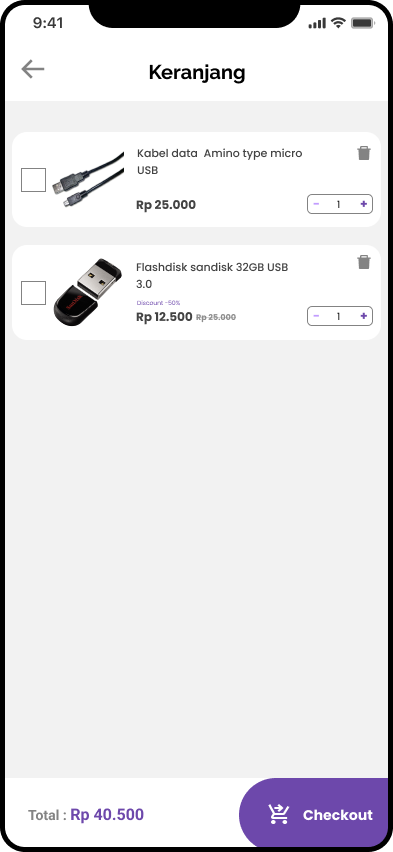 9:41
Keranjang
Kabel data  Amino type micro
USB
Rp 25.000
- 1 +
Flashdisk sandisk 32GB USB
3.0
Discount -50%
Rp 12.500 Rp 25.000
- 1 +
SanDisk
Total : Rp 40.500
Checkout